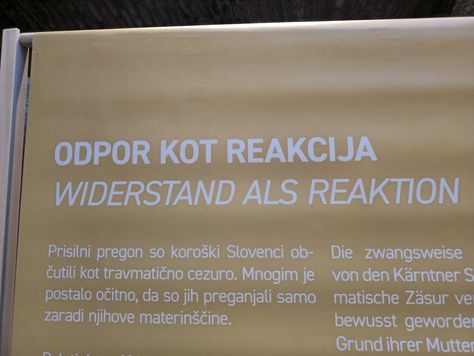 ODPOR KOT REAKCIJA
WIDERSTAND ALS REAKTION
Prisilni pregon so koroški Slovenci ob-
čutili kot travmatično cezuro. Mnogim je
postalo očitno, da so jih preganjali samo
zaradi njihove materinščine.
Die zwangsweise
von den Kärntner S
matische Zäsur ve
bewusst geworden
Grund ihrer Mutter